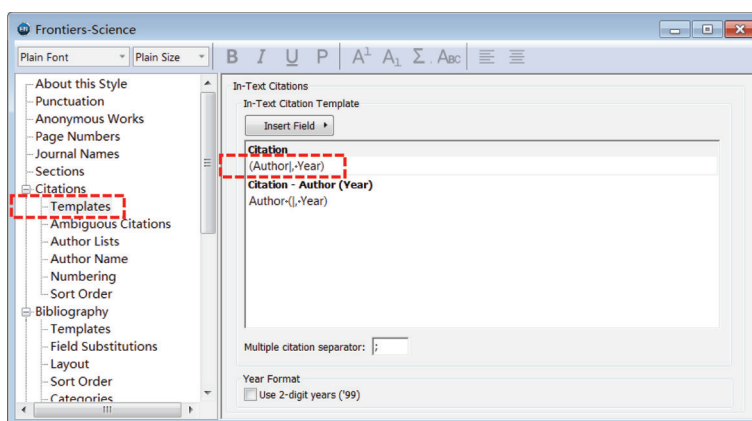 EN Frontiers-Science
Plain Font Plain Size B I U P A¹ A₁ Σ ABC
About this Style
Punctuation
Anonymous Works
Page Numbers
Journal Names
Sections
Citations
Templates
Ambiguous Citations
Author Lists
Author Name
Numbering
Sort Order
Bibliography
Templates
Field Substitutions
Layout
Sort Order
Categories
In-Text Citations
In-Text Citation Template
Insert Field
Citation
(Author|,·Year)
Citation - Author (Year)
Author·(|,·Year)
Multiple citation separator: ;
Year Format
Use 2-digit years ('99)